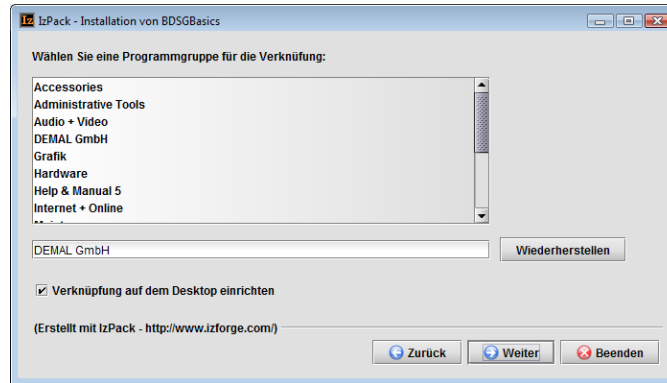 IzPack - Installation von BDSGBasics
Wählen Sie eine Programmgruppe für die Verknüpfung:
Accessories
Administrative Tools
Audio + Video
DEMAL GmbH
Grafik
Hardware
Help & Manual 5
Internet + Online
DEMAL GmbH
Wiederherstellen
Verknüpfung auf dem Desktop einrichten
(Erstellt mit IzPack - http://www.izforge.com/)
Zurück
Weiter
Beenden